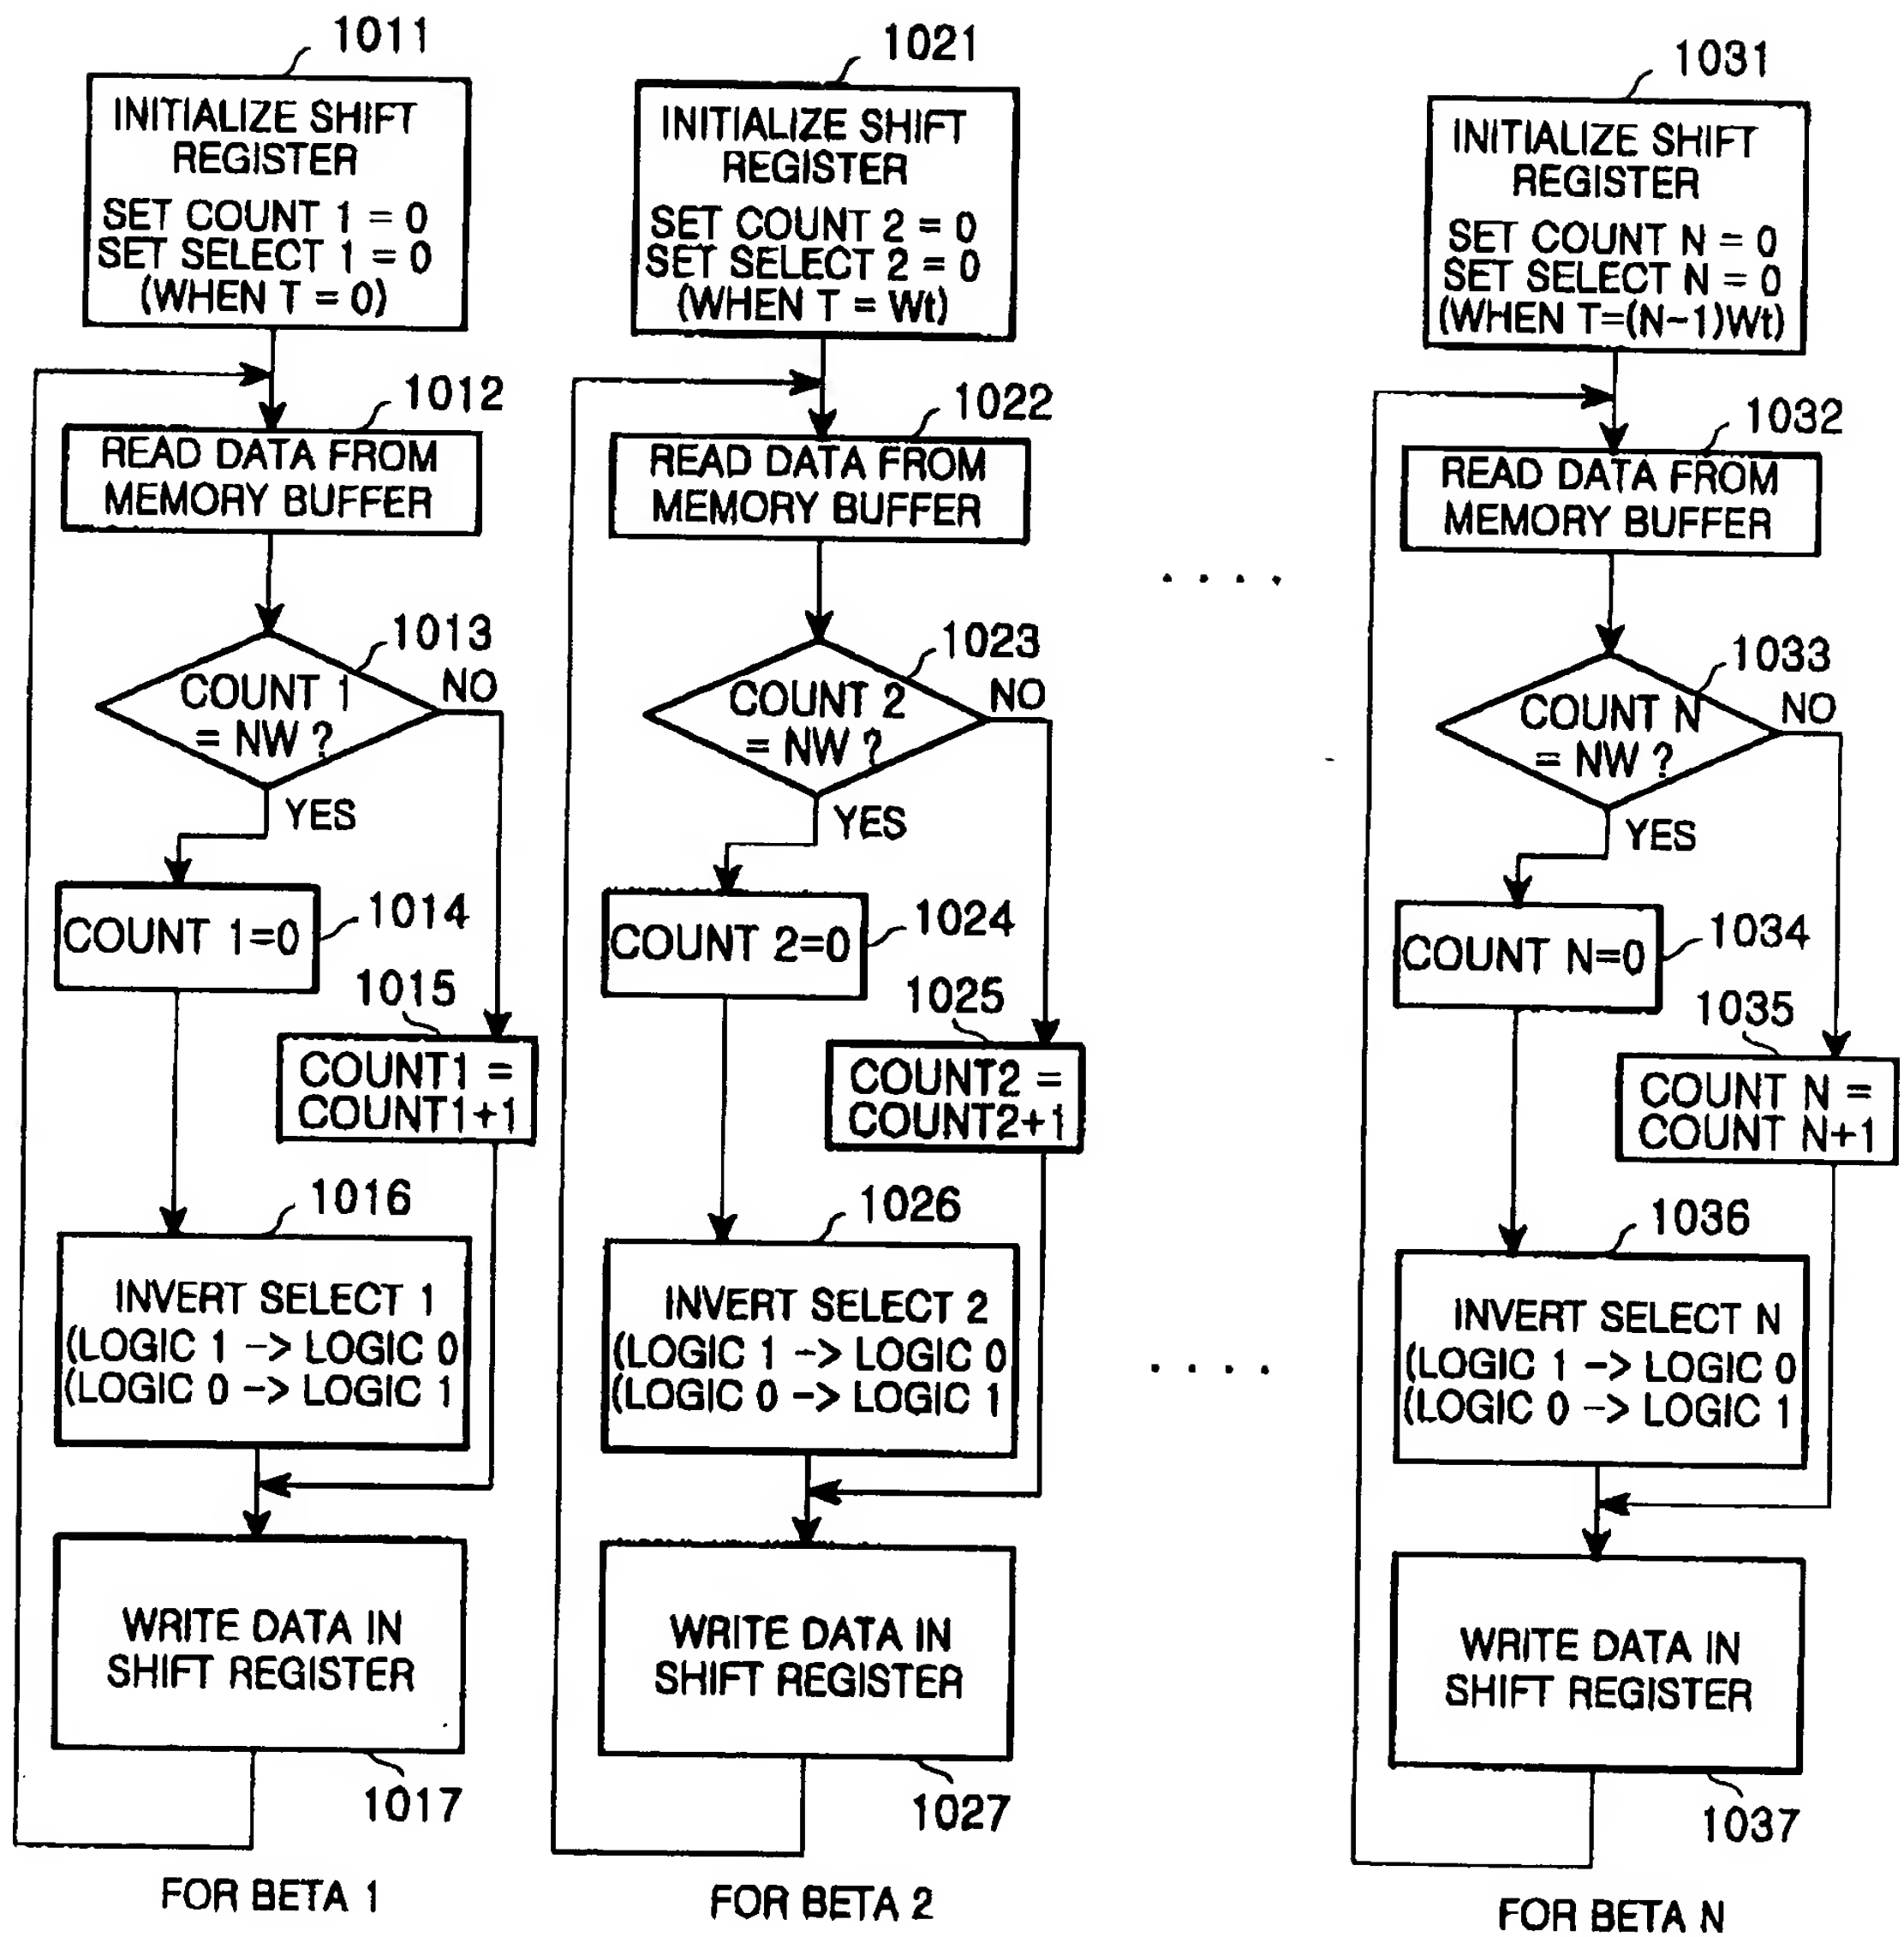 1011
INITIALIZE SHIFT
REGISTER
SET COUNT 1 = 0
SET SELECT 1 = 0
(WHEN T = 0)
1012
READ DATA FROM
MEMORY BUFFER
1013
COUNT 1
= NW ?
NO
YES
COUNT 1=0
1014
1015
COUNT1 =
COUNT1+1
1016
INVERT SELECT 1
(LOGIC 1 -> LOGIC 0
(LOGIC 0 -> LOGIC 1
WRITE DATA IN
SHIFT REGISTER
1017
FOR BETA 1
1021
INITIALIZE SHIFT
REGISTER
SET COUNT 2 = 0
SET SELECT 2 = 0
(WHEN T = Wt)
1022
READ DATA FROM
MEMORY BUFFER
1023
COUNT 2
= NW ?
NO
YES
COUNT 2=0
1024
1025
COUNT2 =
COUNT2+1
1026
INVERT SELECT 2
(LOGIC 1 -> LOGIC 0
(LOGIC 0 -> LOGIC 1
WRITE DATA IN
SHIFT REGISTER
1027
FOR BETA 2
. . . .
. . . .
1031
INITIALIZE SHIFT
REGISTER
SET COUNT N = 0
SET SELECT N = 0
(WHEN T=(N-1)Wt)
1032
READ DATA FROM
MEMORY BUFFER
1033
COUNT N
= NW ?
NO
YES
COUNT N=0
1034
1035
COUNT N =
COUNT N+1
1036
INVERT SELECT N
(LOGIC 1 -> LOGIC 0
(LOGIC 0 -> LOGIC 1
WRITE DATA IN
SHIFT REGISTER
1037
FOR BETA N